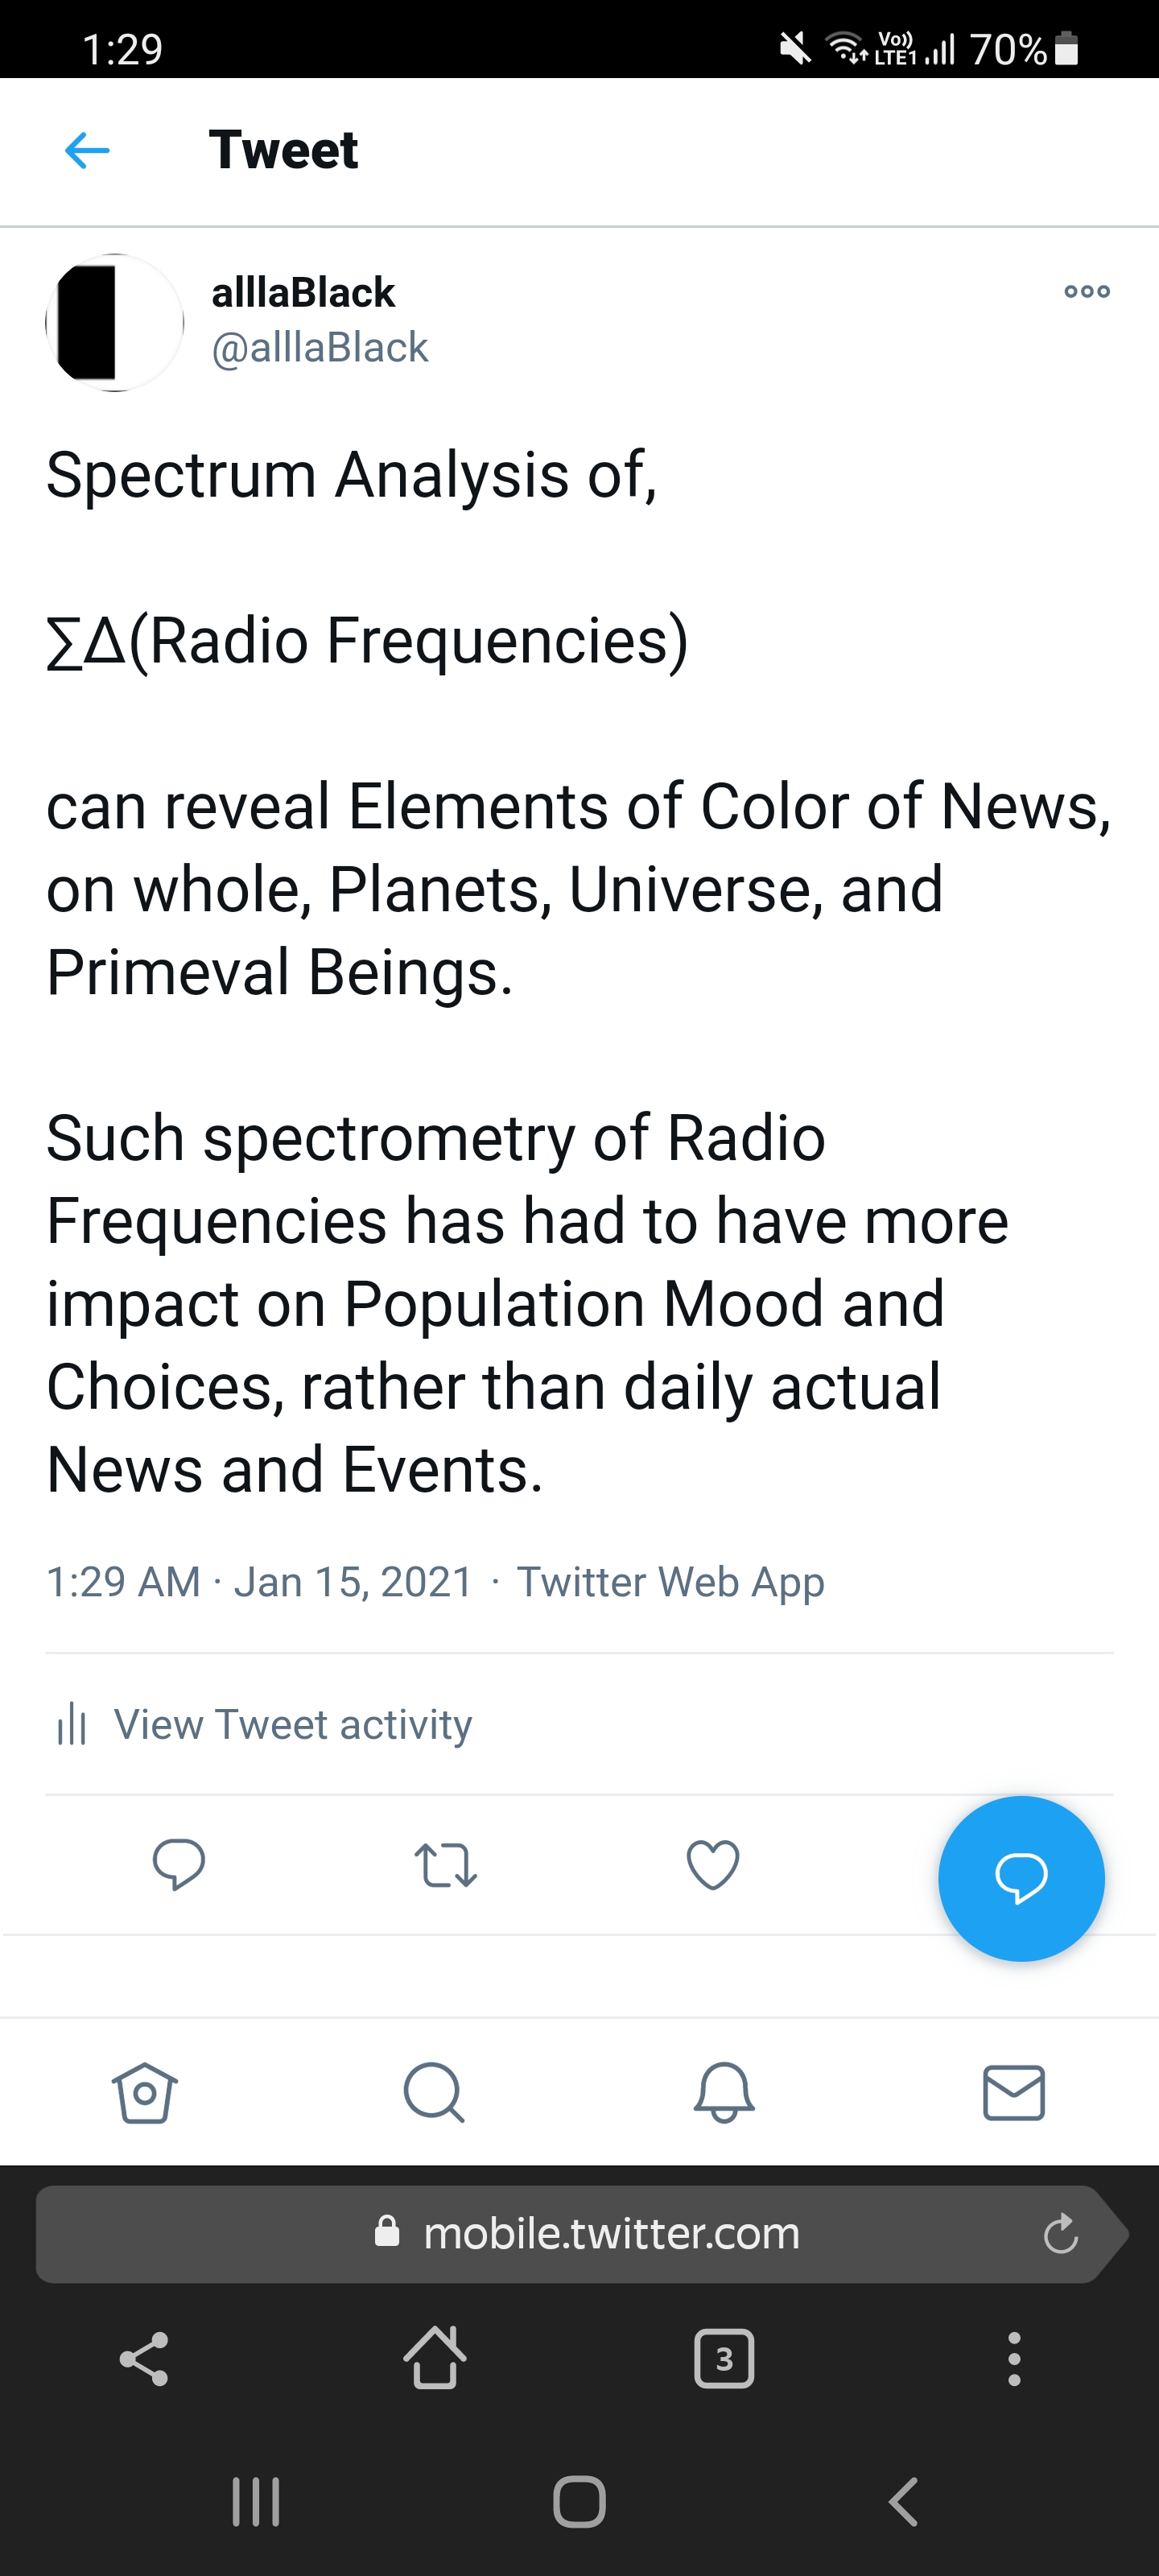 1:29 Vo)) LTE1 70%
Tweet
alllaBlack
@alllaBlack
Spectrum Analysis of,
∑∆(Radio Frequencies)
can reveal Elements of Color of News,
on whole, Planets, Universe, and
Primeval Beings.
Such spectrometry of Radio
Frequencies has had to have more
impact on Population Mood and
Choices, rather than daily actual
News and Events.
1:29 AM · Jan 15, 2021 · Twitter Web App
View Tweet activity
mobile.twitter.com
3